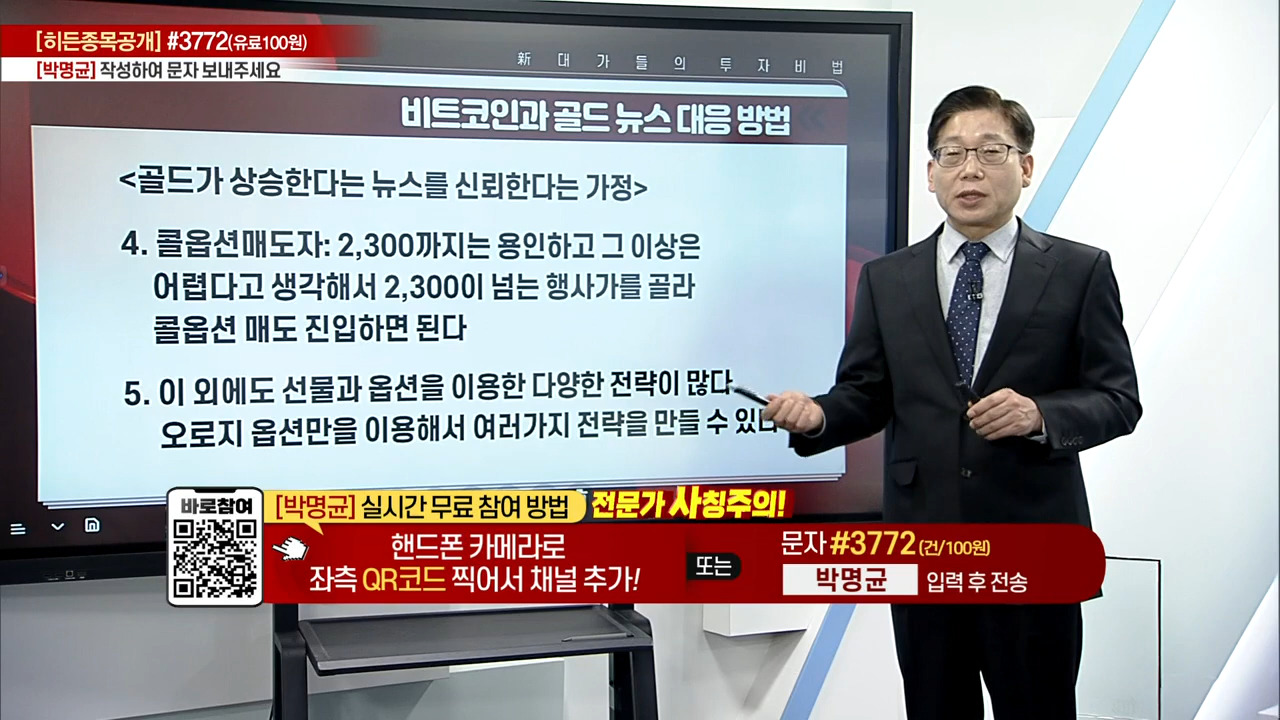 [히든종목공개] #3772(유료100원)
[박명균] 작성하여 문자 보내주세요
新 대 가 들 의 투 자 비 법
비트코인과 골드 뉴스 대응 방법
<골드가 상승한다는 뉴스를 신뢰한다는 가정>
4. 콜옵션매도자: 2,300까지는 용인하고 그 이상은
어렵다고 생각해서 2,300이 넘는 행사가를 골라
콜옵션 매도 진입하면 된다
5. 이 외에도 선물과 옵션을 이용한 다양한 전략이 많다
오로지 옵션만을 이용해서 여러가지 전략을 만들 수 있다
바로참여
[박명균] 실시간 무료 참여 방법
전문가 사칭주의!
핸드폰 카메라로
좌측 QR코드 찍어서 채널 추가!
또는
문자 #3772 (건/100원)
박명균 입력 후 전송